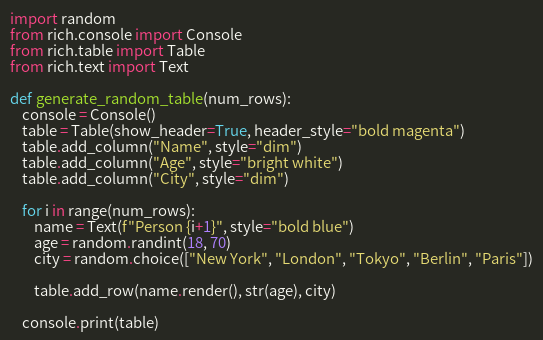 import random
from rich.console import Console
from rich.table import Table
from rich.text import Text

def generate_random_table(num_rows):
    console = Console()
    table = Table(show_header=True, header_style="bold magenta")
    table.add_column("Name", style="dim")
    table.add_column("Age", style="bright white")
    table.add_column("City", style="dim")

    for i in range(num_rows):
        name = Text(f"Person {i+1}", style="bold blue")
        age = random.randint(18, 70)
        city = random.choice(["New York", "London", "Tokyo", "Berlin", "Paris"])

        table.add_row(name.render(), str(age), city)

    console.print(table)